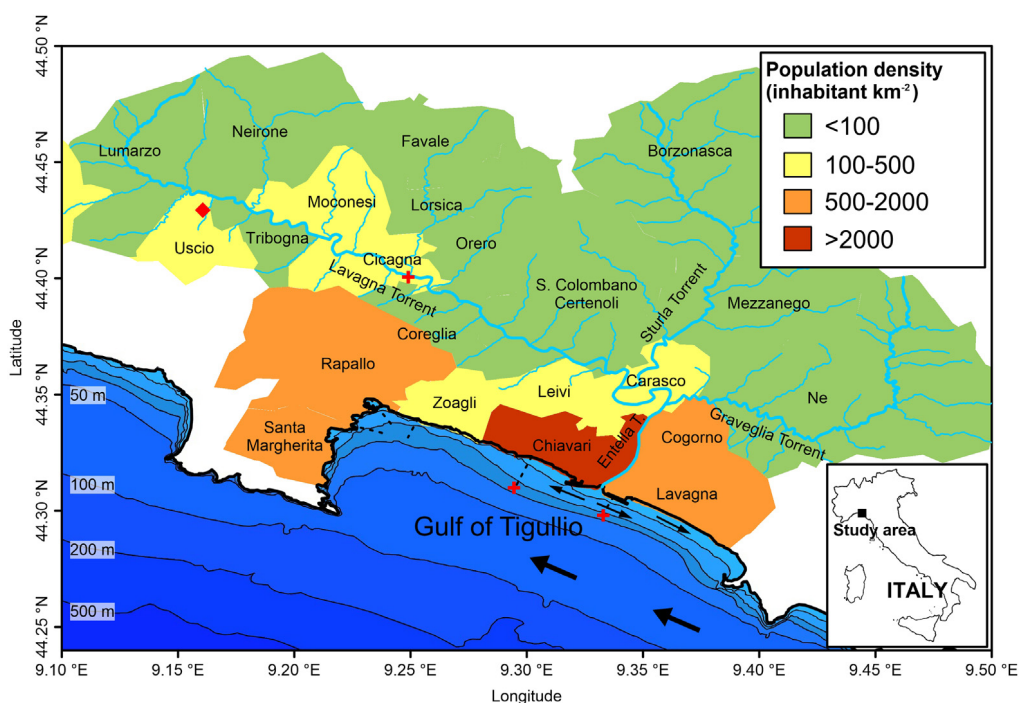 44.50 °N
44.45 °N
44.40 °N
44.35 °N
44.30 °N
44.25 °N
Latitude
Population density
(inhabitant km-2)
<100
100-500
500-2000
>2000
Neirone
Lumarzo
Favale
Borzonasca
Moconesi
Lorsica
Uscio
Tribogna
Cicagna
Orero
Lavagna Torrent
S. Colombano
Certenoli
Sturla Torrent
Mezzanego
Coreglia
Rapallo
Leivi
Carasco
Zoagli
Ne
Santa
Margherita
Chiavari
Entella T.
Cogorno
Graveglia Torrent
Lavagna
50 m
100 m
200 m
500 m
Gulf of Tigullio
Study area
ITALY
9.10 °E
9.15 °E
9.20 °E
9.25 °E
9.30 °E
9.35 °E
9.40 °E
9.45 °E
9.50 °E
Longitude